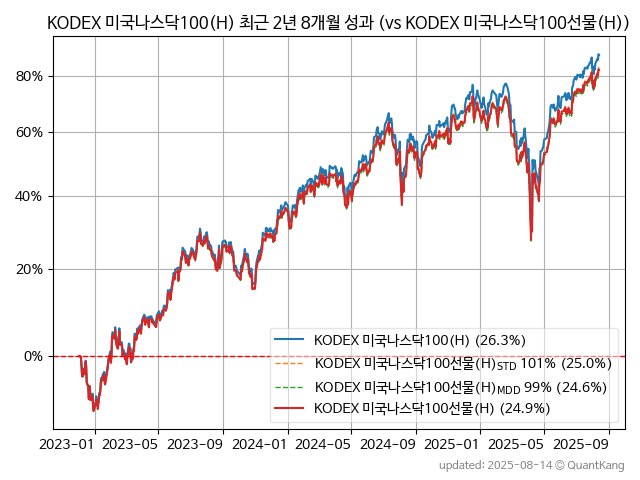 KODEX 미국나스닥100(H) 최근 2년 8개월 성과 (vs KODEX 미국나스닥100선물(H))
80%
60%
40%
20%
0%
KODEX 미국나스닥100(H) (26.3%)
KODEX 미국나스닥100선물(H)STD 101% (25.0%)
KODEX 미국나스닥100선물(H)MDD 99% (24.6%)
KODEX 미국나스닥100선물(H) (24.9%)
2023-01 2023-05 2023-09 2024-01 2024-05 2024-09 2025-01 2025-05 2025-09
updated: 2025-08-14 © QuantKang